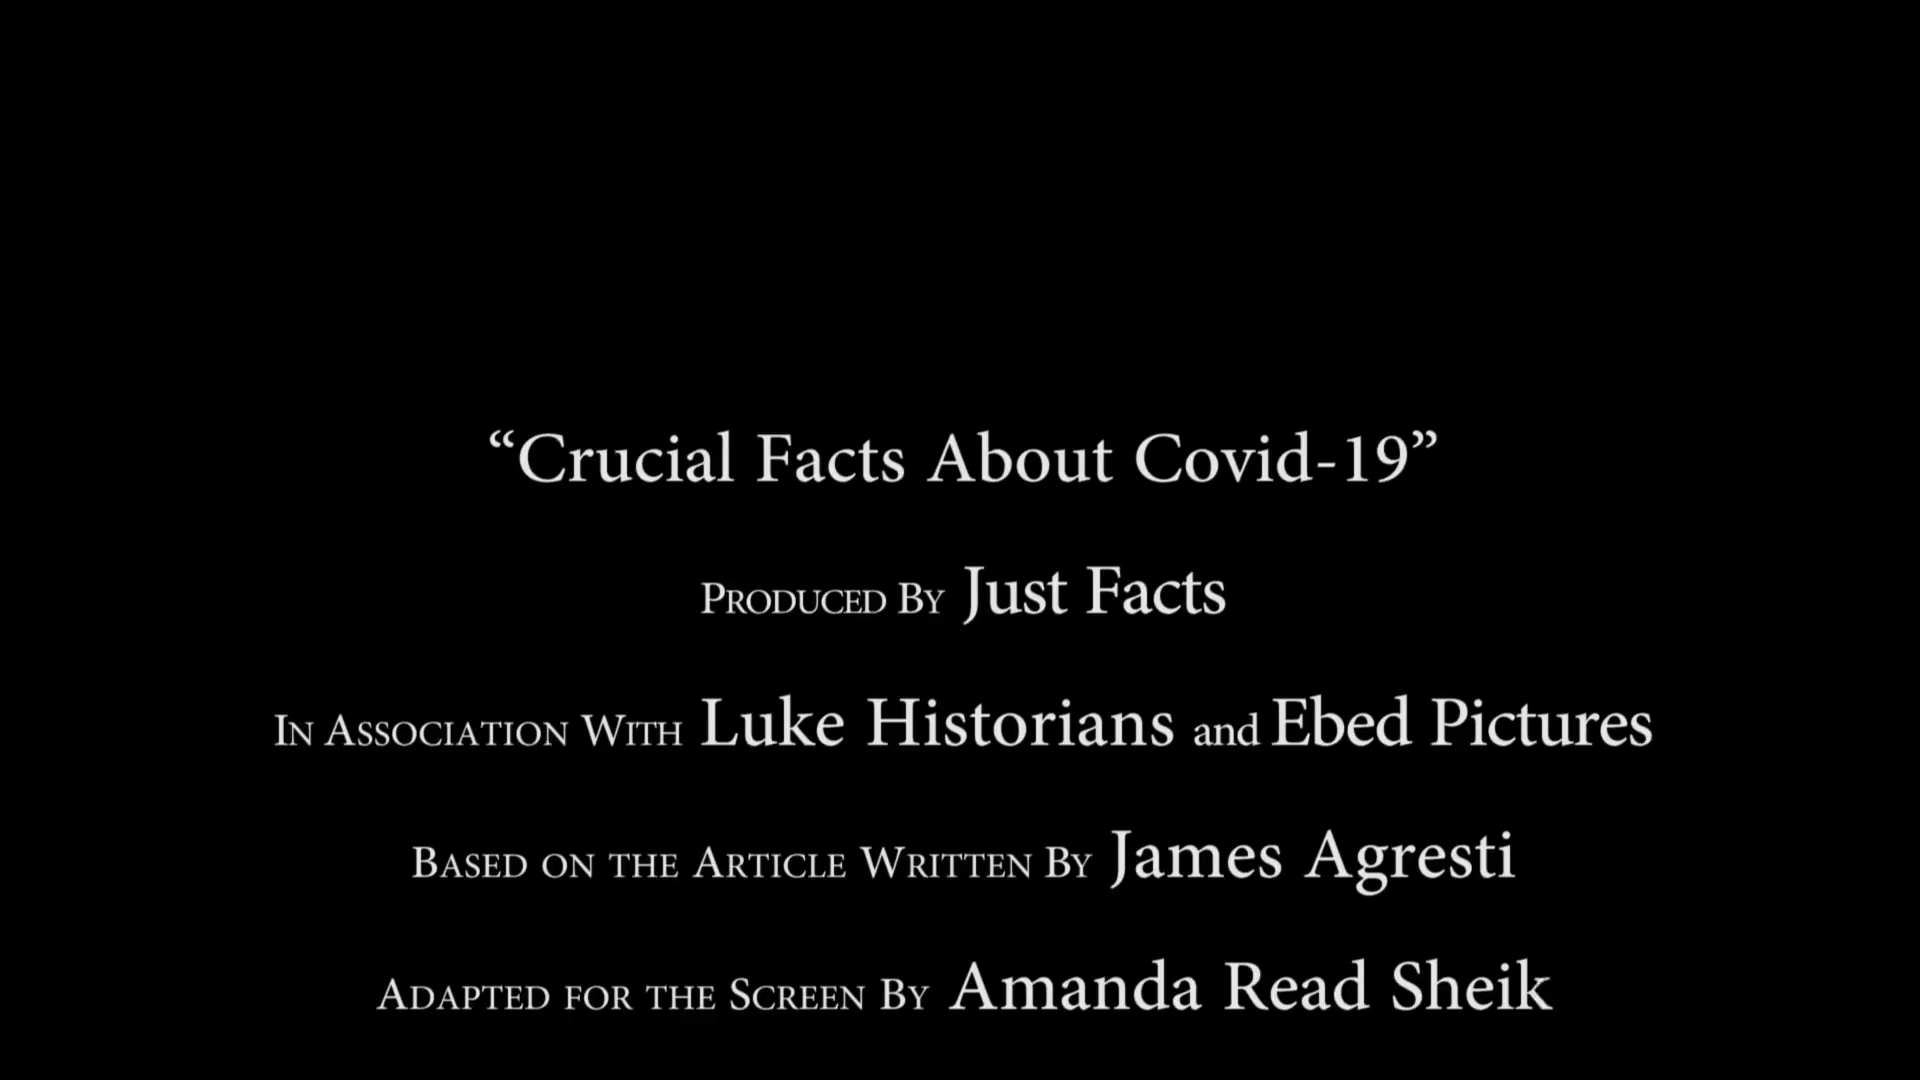 “Crucial Facts About Covid-19”
Produced By Just Facts
In Association With Luke Historians and Ebed Pictures
Based on the Article Written By James Agresti
Adapted for the Screen By Amanda Read Sheik